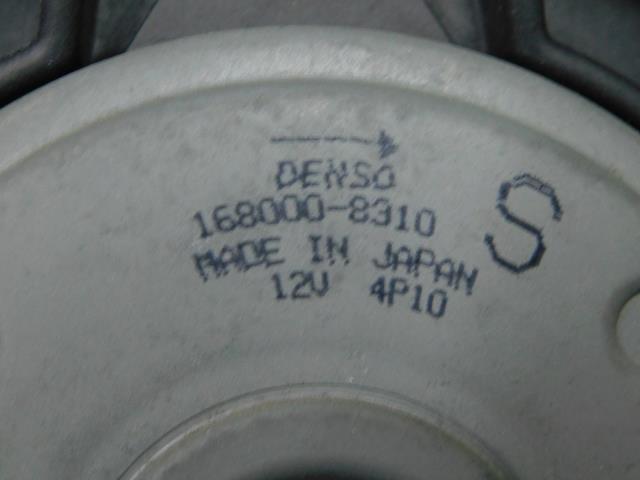 DENSO
168000-8310
MADE IN JAPAN
12V 4P10
S